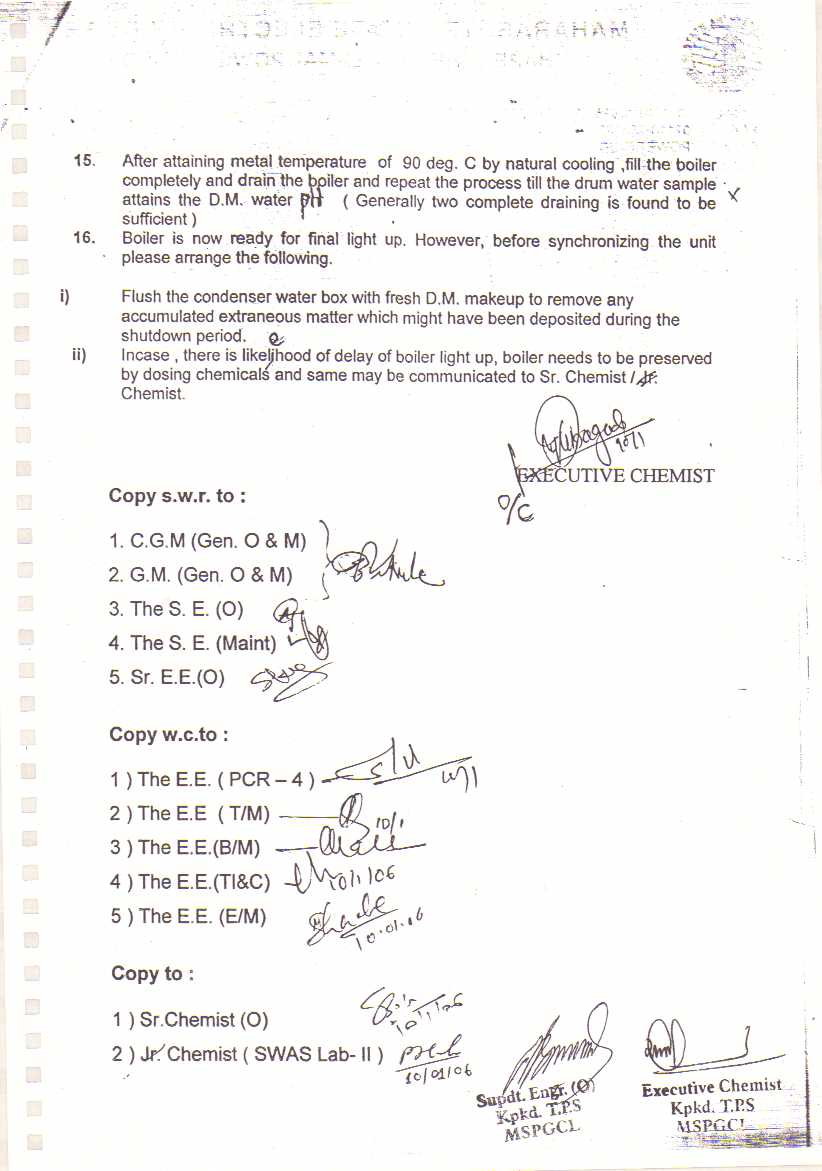 15. After attaining metal temperature of 90 deg. C by natural cooling ,fill the boiler
completely and drain the boiler and repeat the process till the drum water sample
attains the D.M. water pH ( Generally two complete draining is found to be
sufficient )
16. Boiler is now ready for final light up. However, before synchronizing the unit
please arrange the following.
i) Flush the condenser water box with fresh D.M. makeup to remove any
accumulated extraneous matter which might have been deposited during the
shutdown period.
ii) Incase , there is likelihood of delay of boiler light up, boiler needs to be preserved
by dosing chemicals and same may be communicated to Sr. Chemist / Jr.
Chemist.
10/1
EXECUTIVE CHEMIST
O/C
Copy s.w.r. to :
1. C.G.M (Gen. O & M)
2. G.M. (Gen. O & M)
3. The S. E. (O)
4. The S. E. (Maint)
5. Sr. E.E.(O)
Copy w.c.to :
1 ) The E.E. ( PCR – 4 )
10/1
2 ) The E.E ( T/M)
10/1
3 ) The E.E.(B/M)
4 ) The E.E.(TI&C) 10/1/06
5 ) The E.E. (E/M)
10.01.06
Copy to :
1 ) Sr.Chemist (O) 10/1/06
2 ) Jr. Chemist ( SWAS Lab- II )
10/01/06
Supdt. Engr. (O)
Kpkd. T.P.S
MSPGCL
Executive Chemist
Kpkd. T.P.S
MSPGCL